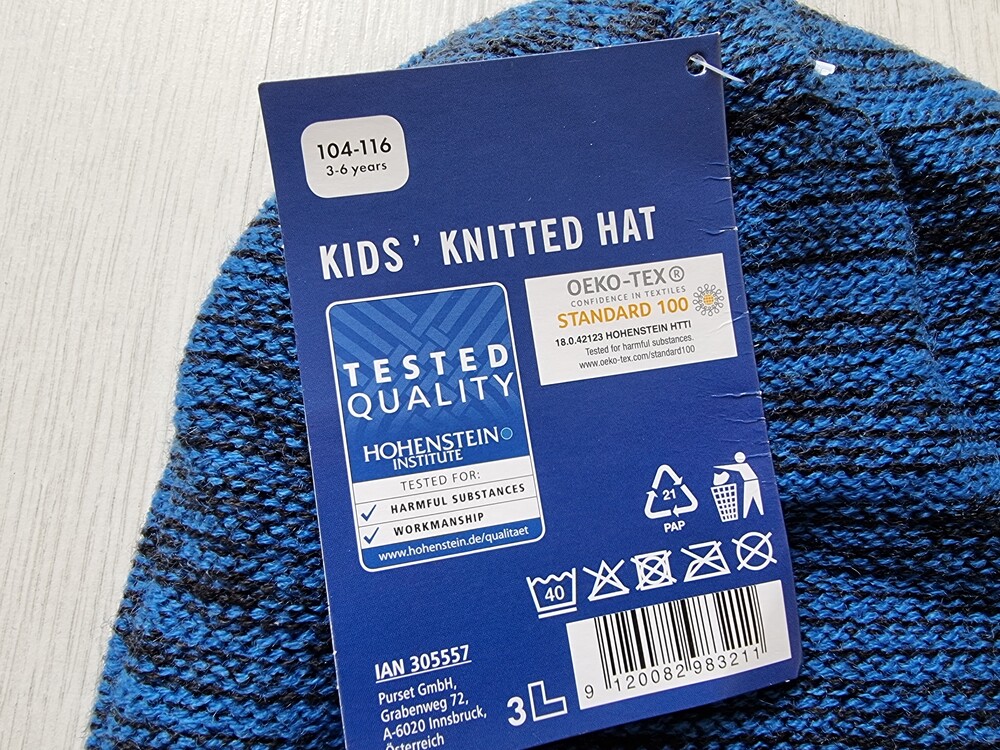 104-116
3-6 years
KIDS' KNITTED HAT
OEKO-TEX®
CONFIDENCE IN TEXTILES
STANDARD 100
18.0.42123 HOHENSTEIN HTTI
Tested for harmful substances.
www.oeko-tex.com/standard100
TESTED
QUALITY
HOHENSTEIN
INSTITUTE
TESTED FOR:
HARMFUL SUBSTANCES
WORKMANSHIP
www.hohenstein.de/qualitaet
21
PAP
40
IAN 305557
Purset GmbH,
Grabenweg 72,
A-6020 Innsbruck,
Österreich
3L
9 120082 983211